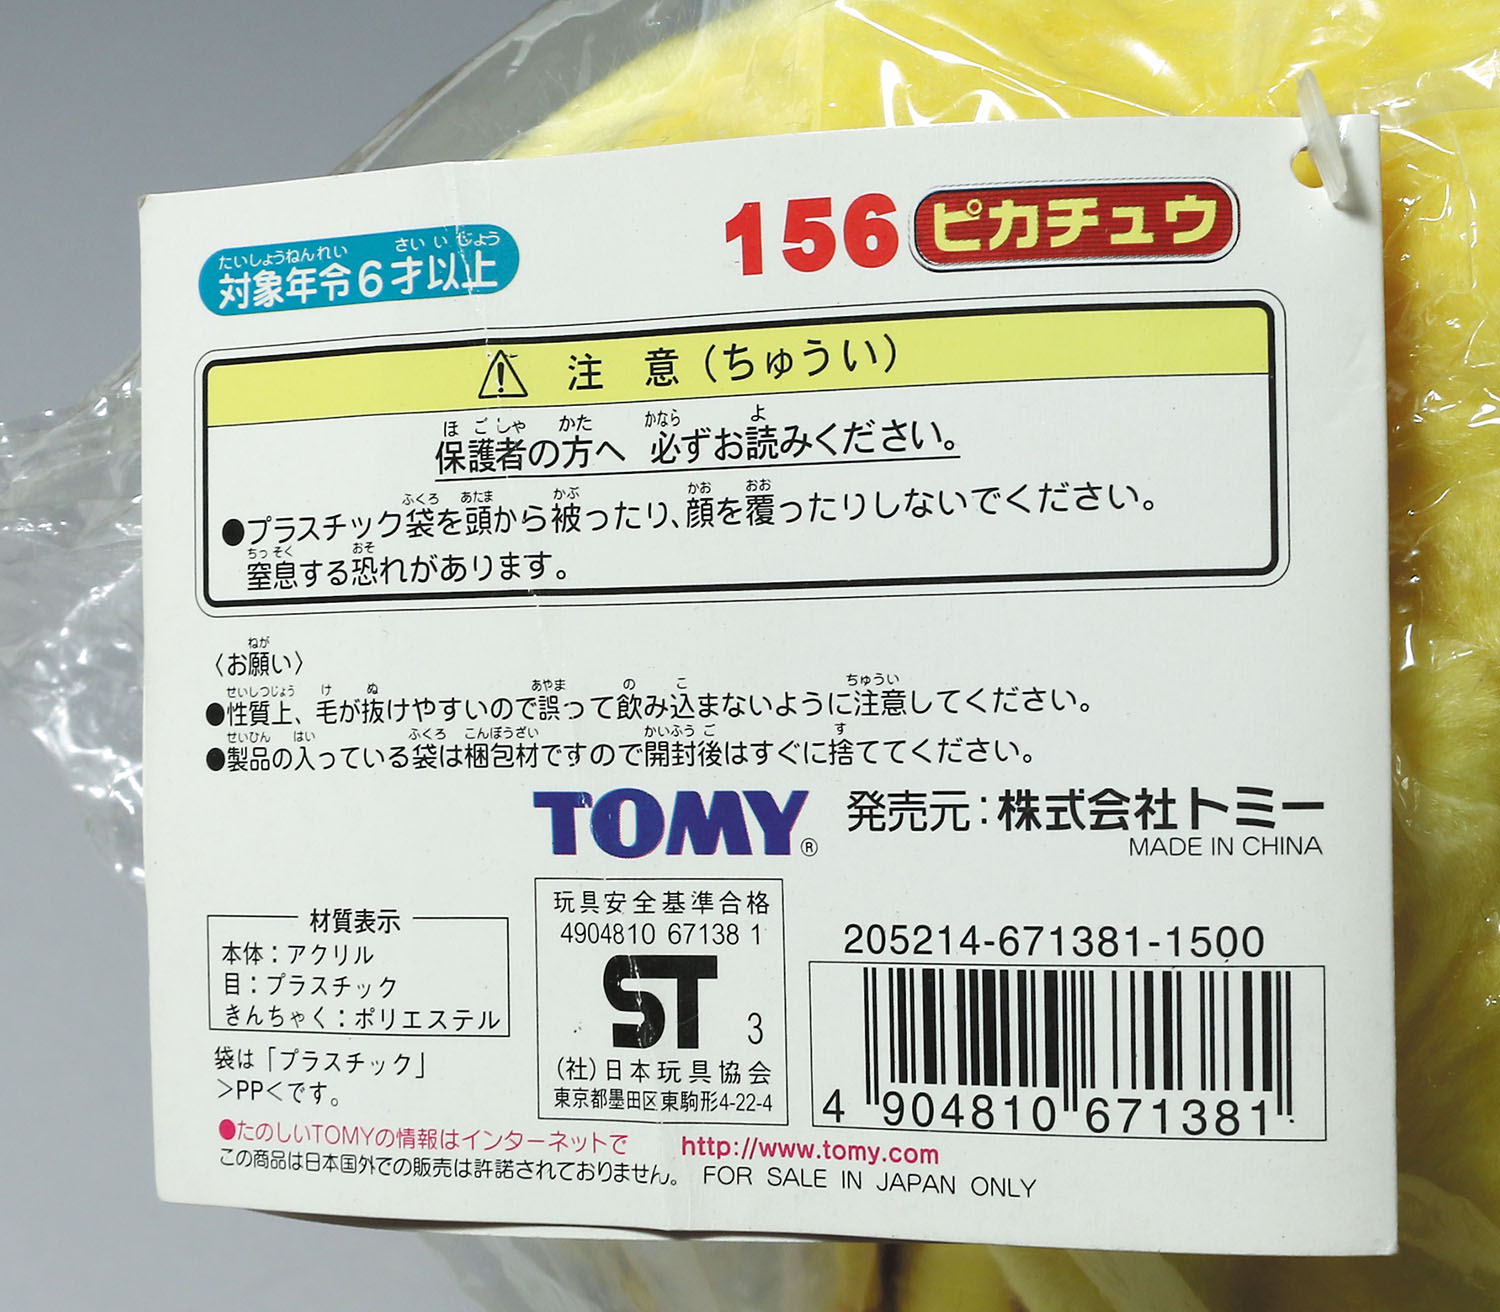 156 ピカチュウ
たいしょうねんれい さい いじょう
対象年令6才以上
注意(ちゅうい)
ほごしゃ かた かなら よ
保護者の方へ 必ずお読みください。
ふくろ あたま かぶ かお おお
●プラスチック袋を頭から被ったり、顔を覆ったりしないでください。
ちっそく おそ
窒息する恐れがあります。
ねが
〈お願い〉
せいしつじょう け ぬ あやま の こ ちゅうい
●性質上、毛が抜けやすいので誤って飲み込まないように注意してください。
せいひん はい ふくろ こんぽうざい かいふうご す
●製品の入っている袋は梱包材ですので開封後はすぐに捨ててください。
TOMY® 発売元:株式会社トミー
MADE IN CHINA
材質表示
本体:アクリル
目:プラスチック
きんちゃく:ポリエステル
袋は「プラスチック」
>PP<です。
玩具安全基準合格
4904810 67138 1
ST 3
(社)日本玩具協会
東京都墨田区東駒形4-22-4
205214-671381-1500
4 904810 671381
●たのしいTOMYの情報はインターネットで http://www.tomy.com
この商品は日本国外での販売は許諾されておりません。 FOR SALE IN JAPAN ONLY